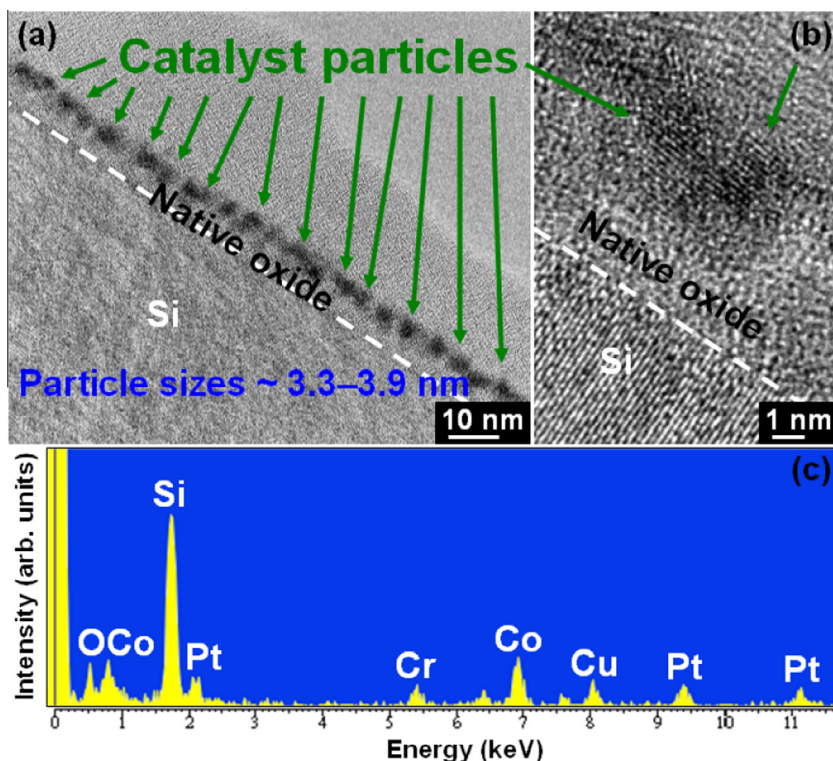 (a)
Catalyst particles
(b)
Native oxide
Si
Particle sizes ~ 3.3–3.9 nm
10 nm
Native oxide
Si
1 nm
(c)
Intensity (arb. units)
Si
O Co
Pt
Cr
Co
Cu
Pt
Pt
0 1 2 3 4 5 6 7 8 9 10 11
Energy (keV)